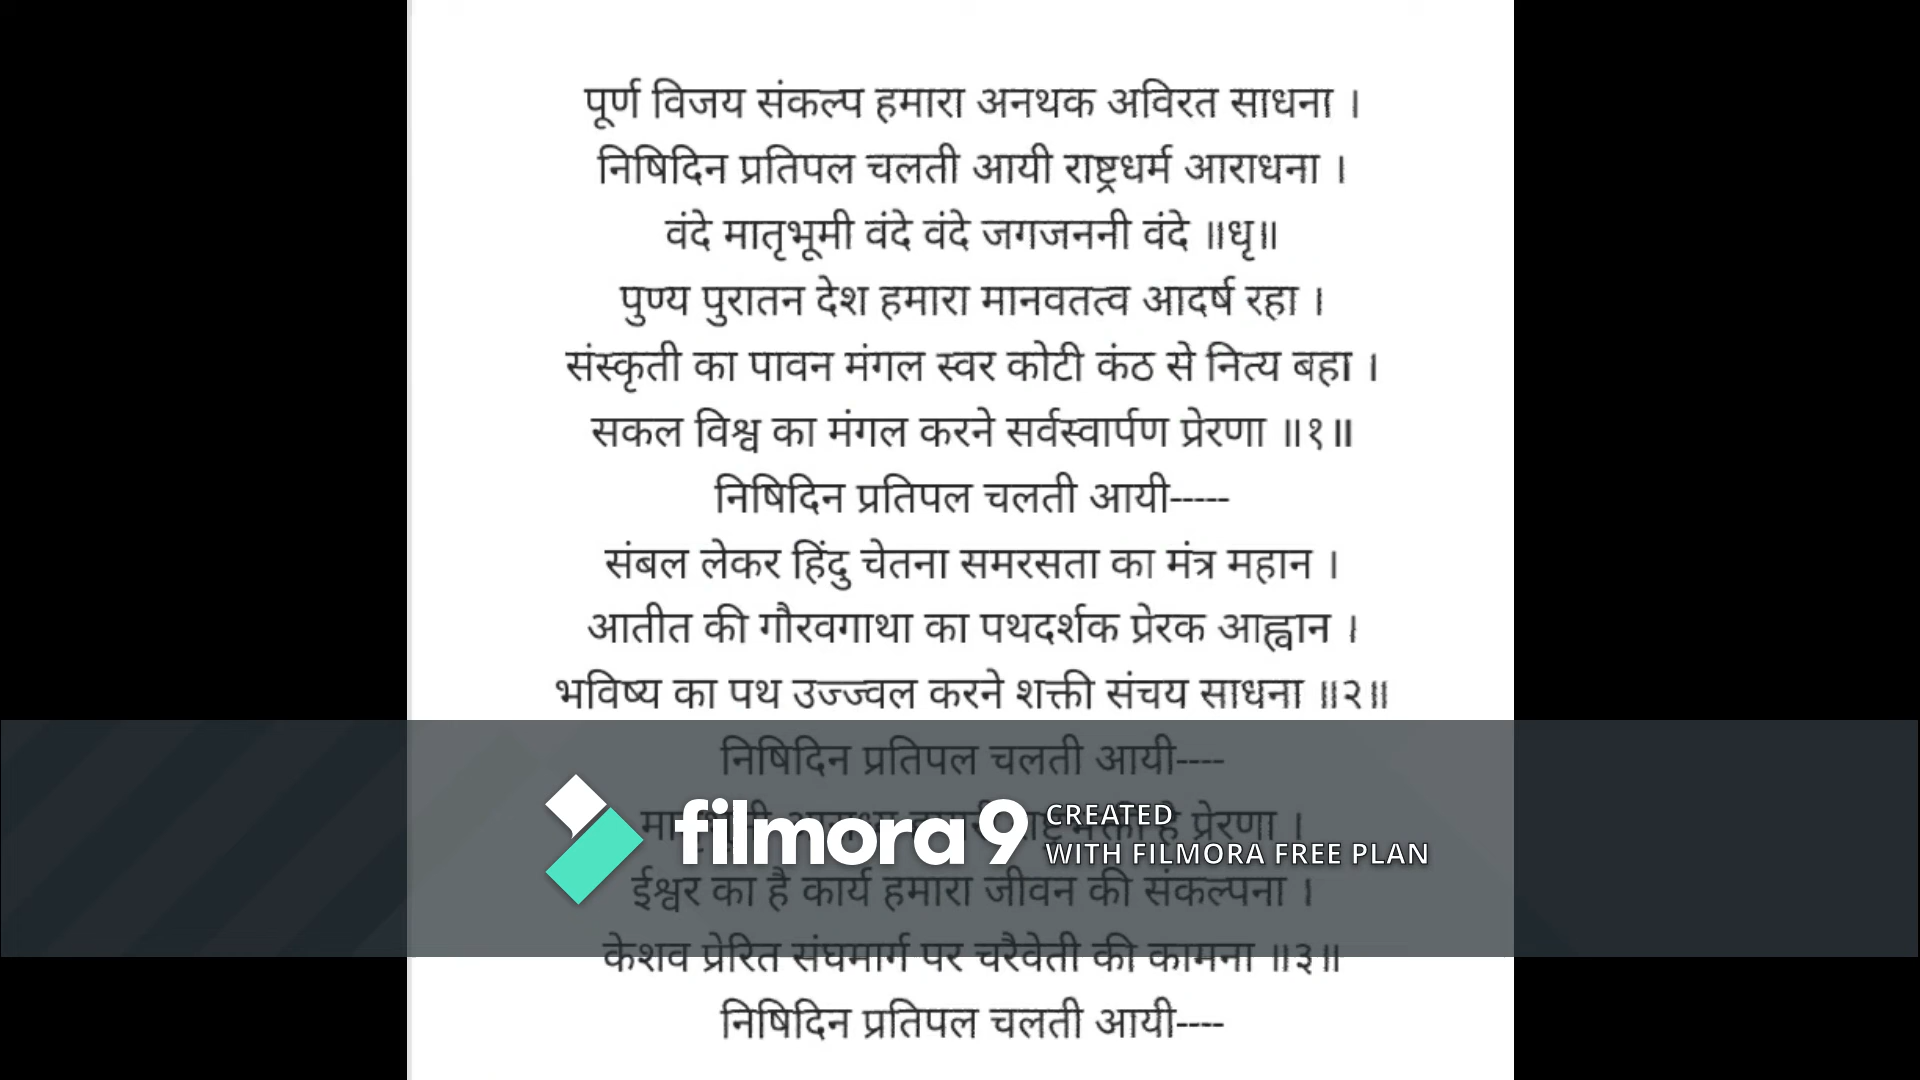 पूर्ण विजय संकल्प हमारा अनथक अविरत साधना ।
निषिदिन प्रतिपल चलती आयी राष्ट्रधर्म आराधना ।
वंदे मातृभूमी वंदे वंदे जगजननी वंदे ॥धृ॥
पुण्य पुरातन देश हमारा मानवतत्व आदर्ष रहा ।
संस्कृती का पावन मंगल स्वर कोटी कंठ से नित्य बहा ।
सकल विश्व का मंगल करने सर्वस्वार्पण प्रेरणा ॥१॥
निषिदिन प्रतिपल चलती आयी-----
संबल लेकर हिंदु चेतना समरसता का मंत्र महान ।
आतीत की गौरवगाथा का पथदर्शक प्रेरक आह्वान ।
भविष्य का पथ उज्ज्वल करने शक्ती संचय साधना ॥२॥
निषिदिन प्रतिपल चलती आयी----
है प्रेरणा ।
filmora9 CREATED
WITH FILMORA FREE PLAN
ईश्वर का है कार्य हमारा जीवन की संकल्पना ।
केशव प्रेरित संघमार्ग पर चरैवेती की कामना ॥३॥
निषिदिन प्रतिपल चलती आयी----